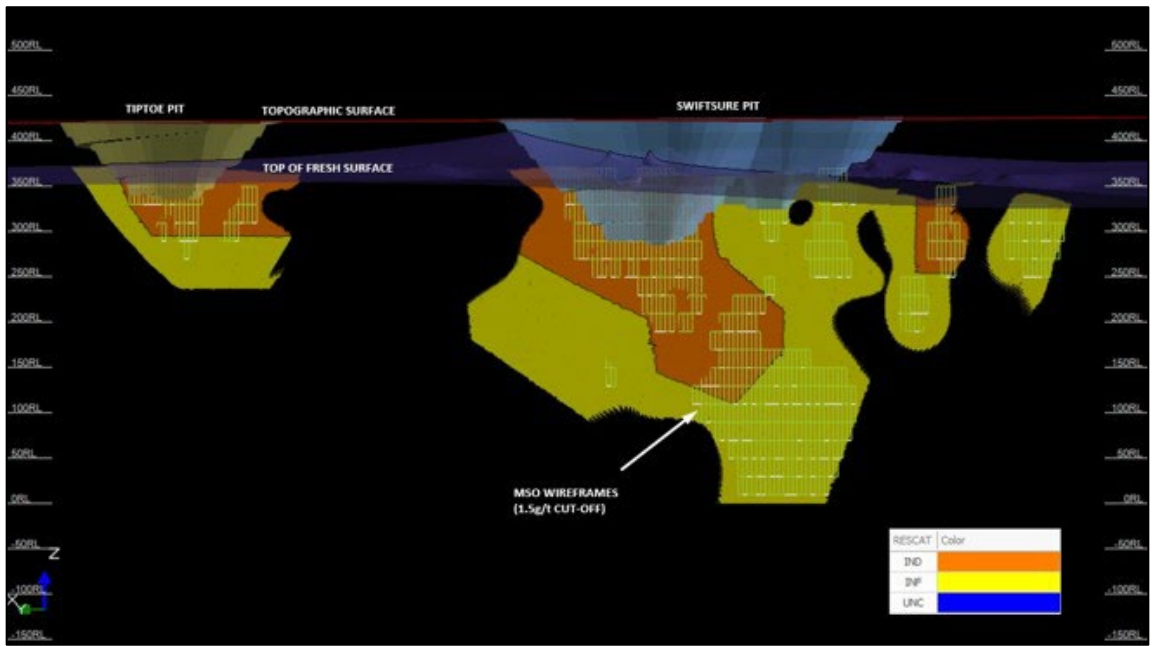 500RL 500RL
450RL 450RL
TIPTOE PIT TOPOGRAPHIC SURFACE SWIFTSURE PIT
400RL 400RL
TOP OF FRESH SURFACE
350RL 350RL
300RL 300RL
250RL 250RL
200RL 200RL
150RL 150RL
100RL 100RL
50RL 50RL
MSO WIREFRAMES
(1.5g/t CUT-OFF)
0RL 0RL
-50RL -50RL
Z
-100RL -100RL
X
-150RL -150RL
RESCAT Color
IND
INF
UNC